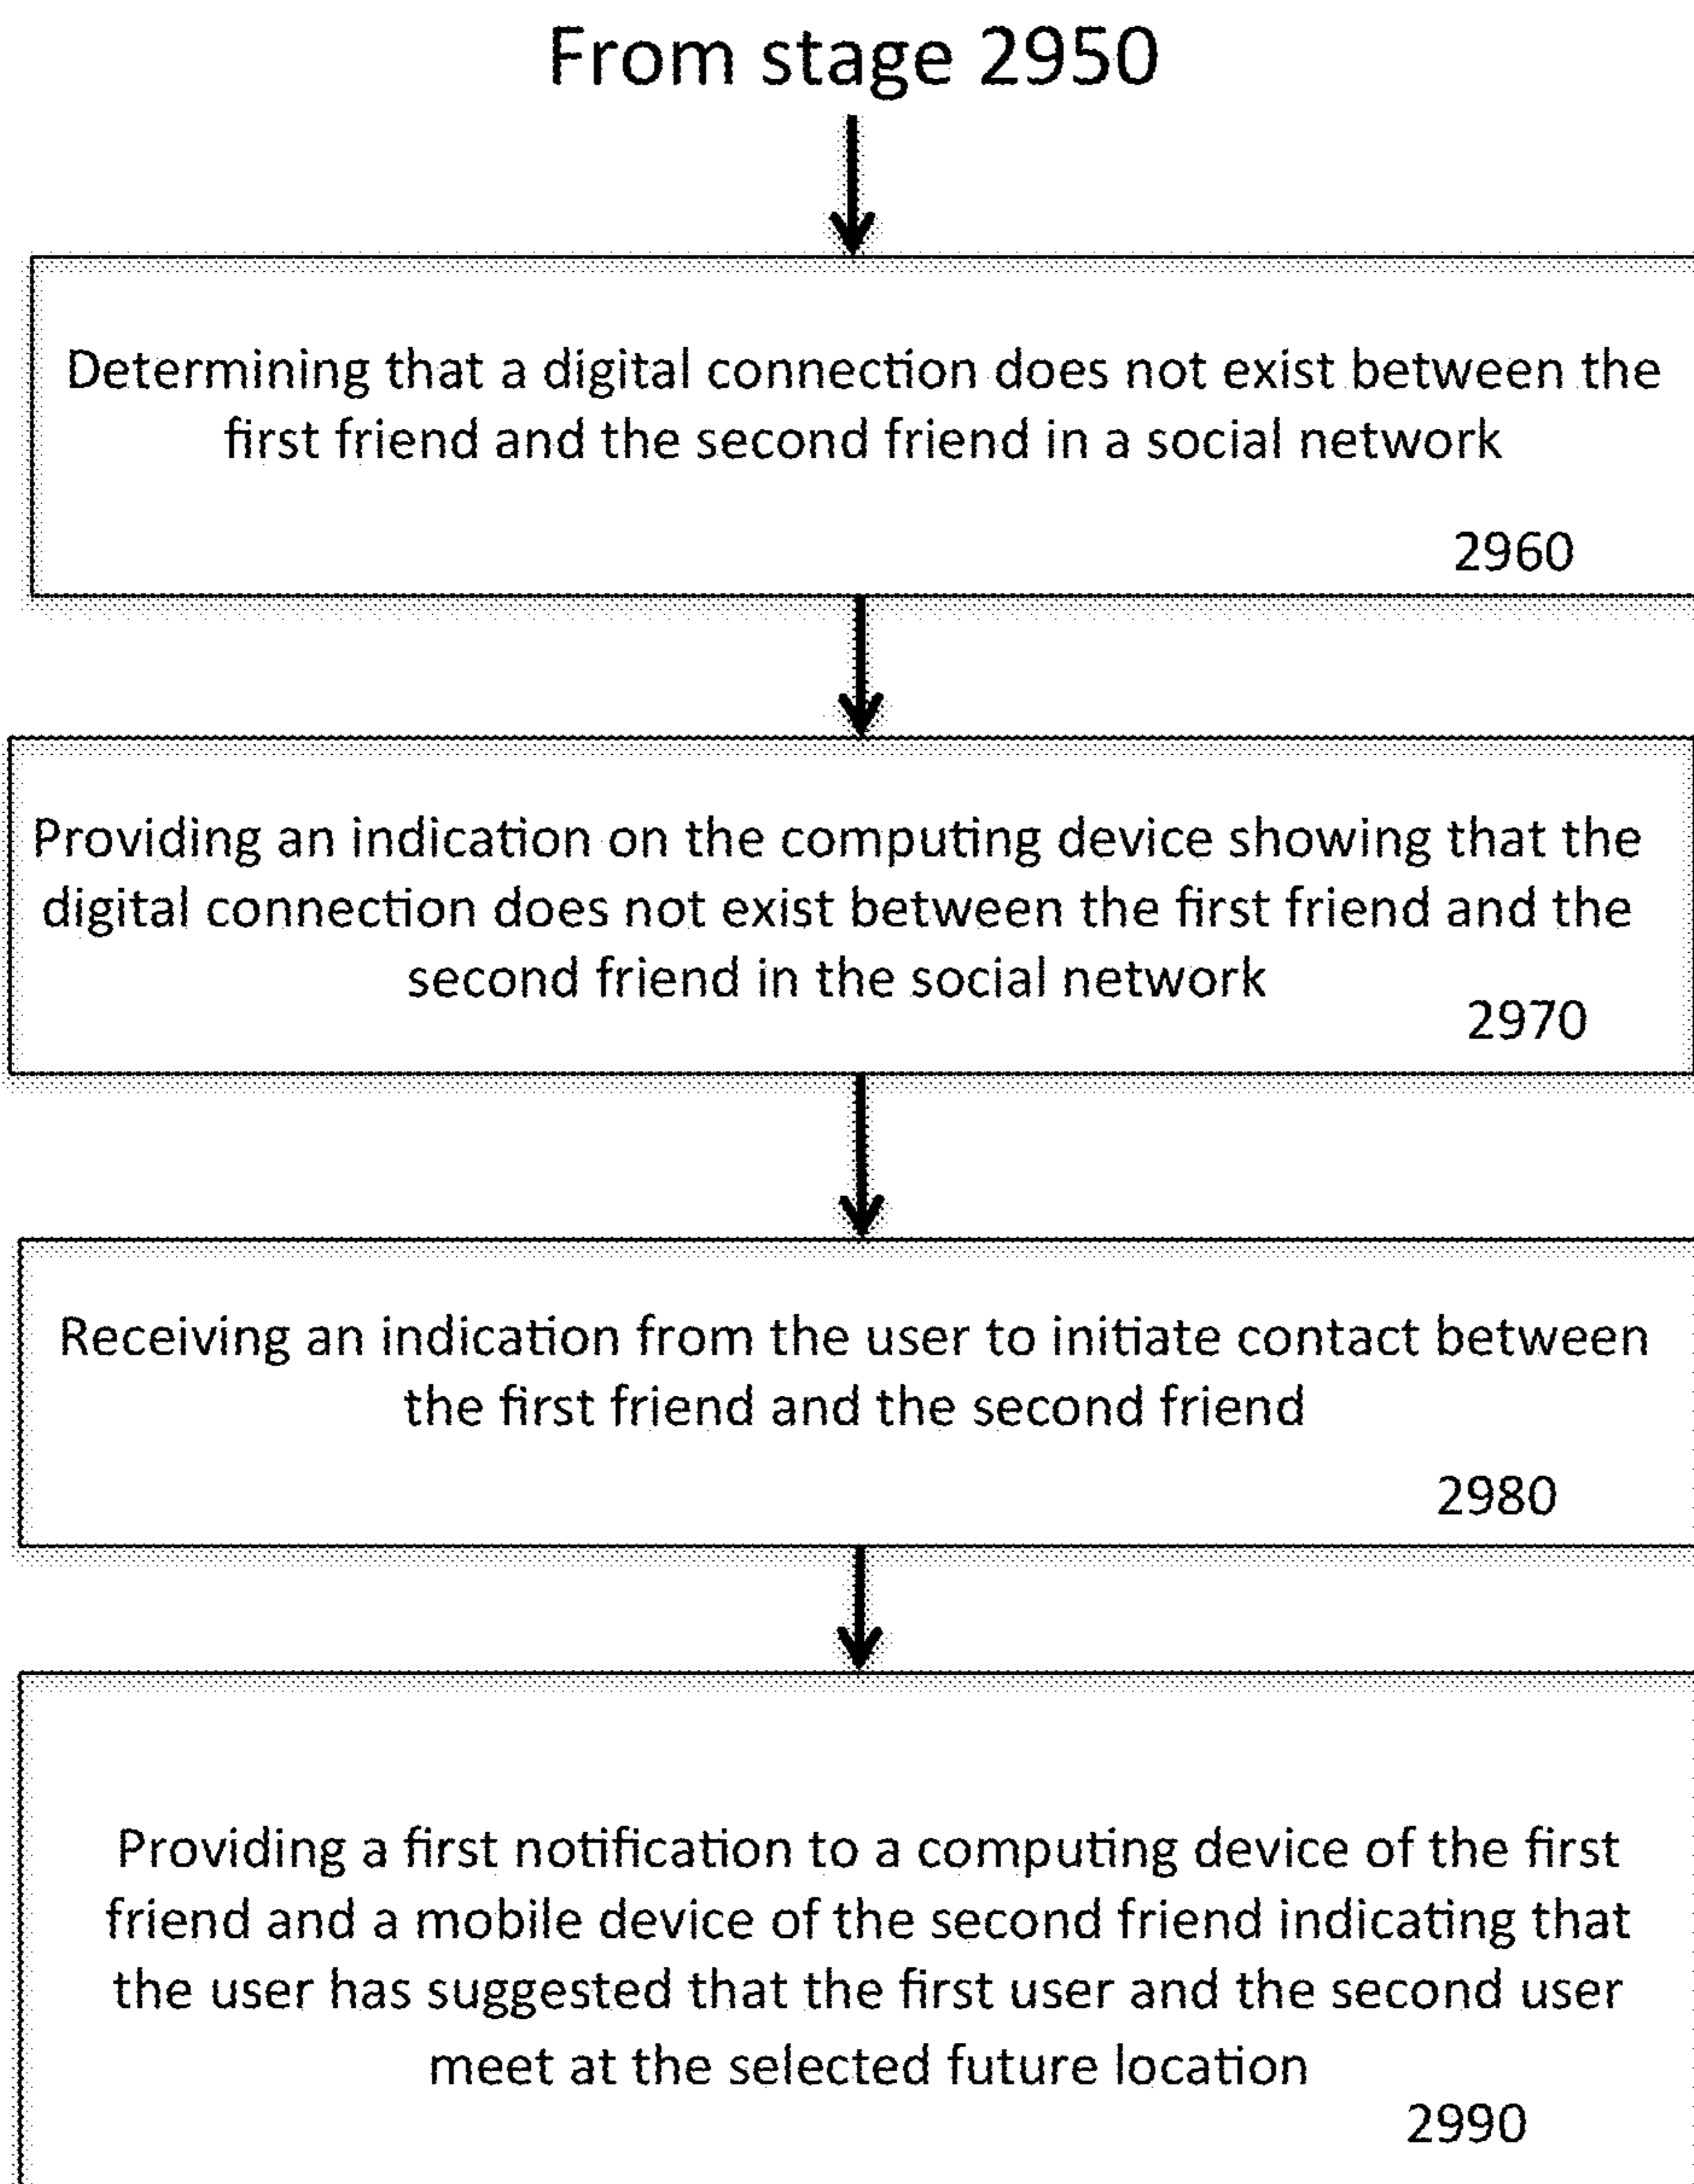 From stage 2950
Determining that a digital connection does not exist between the
first friend and the second friend in a social network
2960
Providing an indication on the computing device showing that the
digital connection does not exist between the first friend and the
second friend in the social network
2970
Receiving an indication from the user to initiate contact between
the first friend and the second friend
2980
Providing a first notification to a computing device of the first
friend and a mobile device of the second friend indicating that
the user has suggested that the first user and the second user
meet at the selected future location
2990